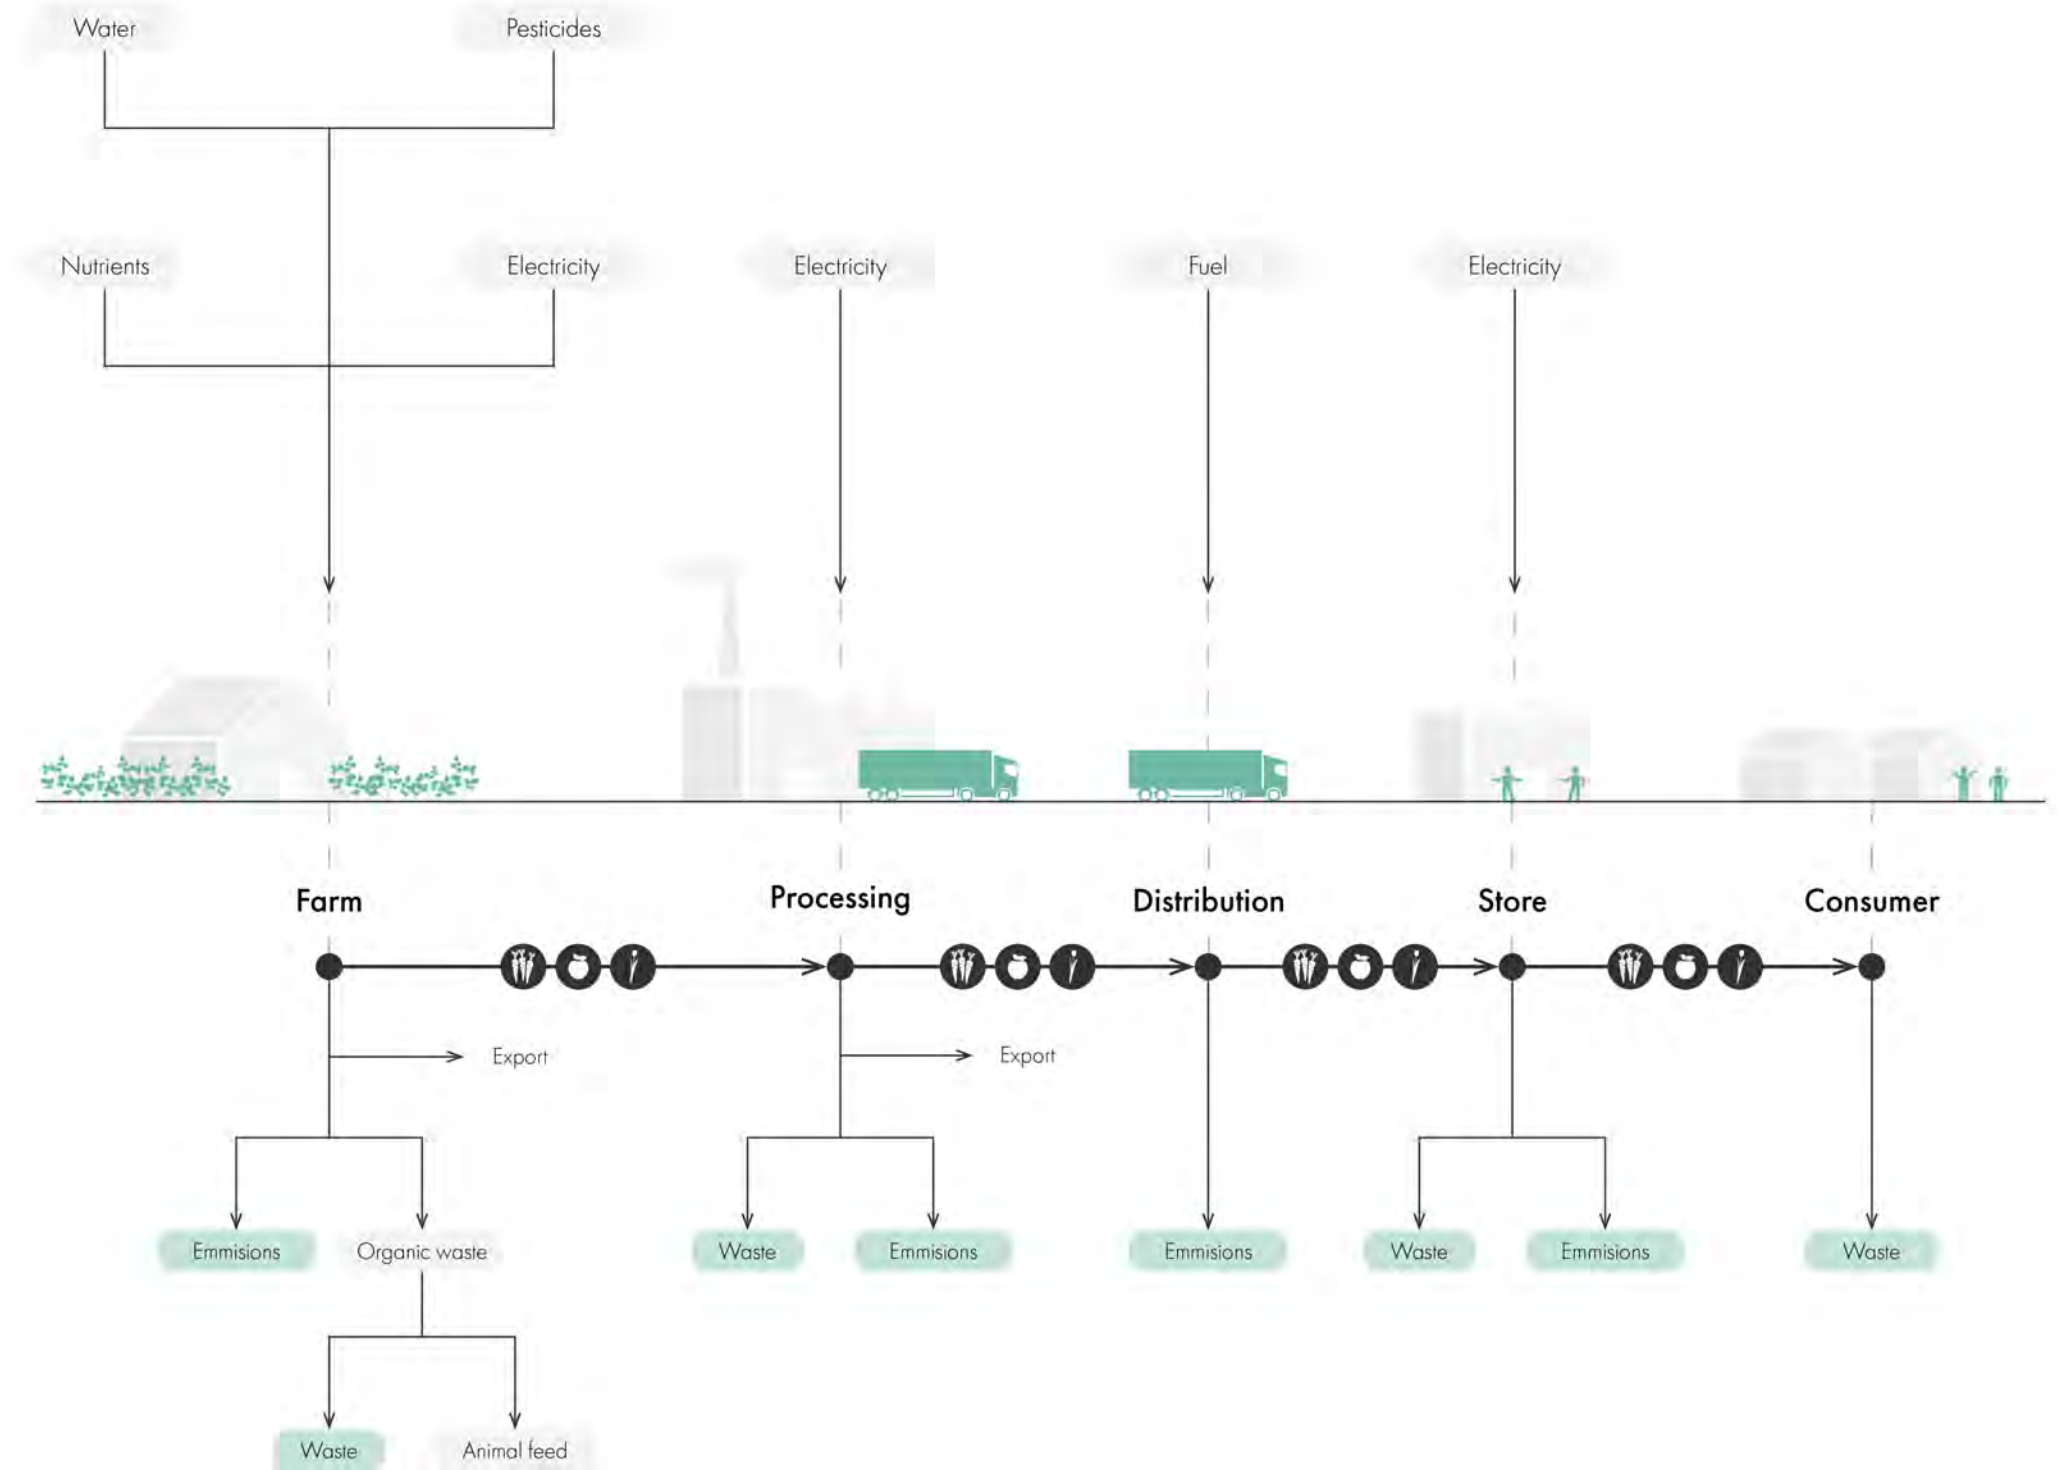 Water
Pesticides
Nutrients
Electricity
Electricity
Fuel
Electricity
Farm
Processing
Distribution
Store
Consumer
Export
Export
Emmisions
Organic waste
Waste
Emmisions
Emmisions
Waste
Emmisions
Waste
Waste
Animal feed